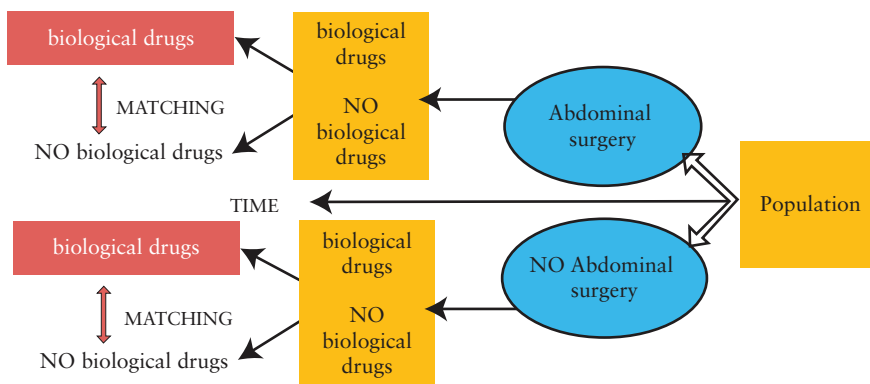 biological drugs
MATCHING
NO biological drugs
biological
drugs
NO
biological
drugs
Abdominal
surgery
Population
TIME
biological drugs
MATCHING
NO biological drugs
biological
drugs
NO
biological
drugs
NO Abdominal
surgery